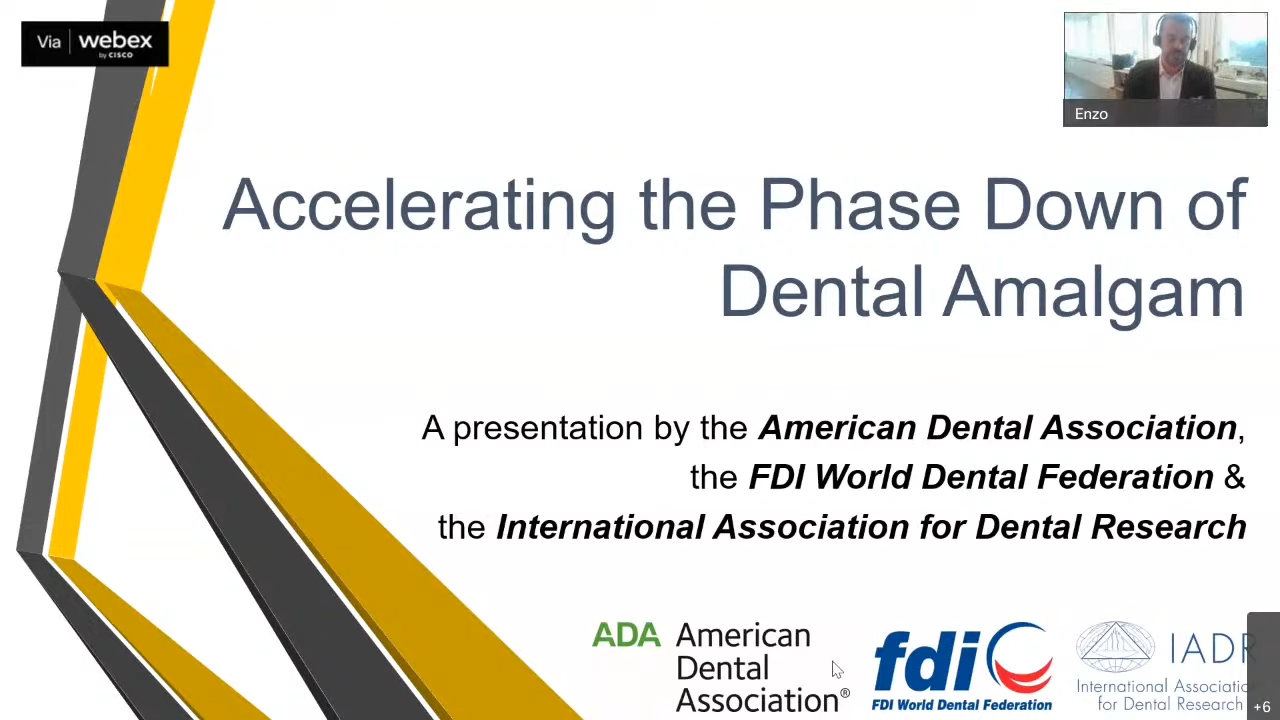 Via webex
by CISCO
Enzo
Accelerating the Phase Down of
Dental Amalgam
A presentation by the American Dental Association,
the FDI World Dental Federation &
the International Association for Dental Research
ADA American
Dental
Association®
fdi
FDI World Dental Federation
IADR
International Associatio
for Dental Research
+6